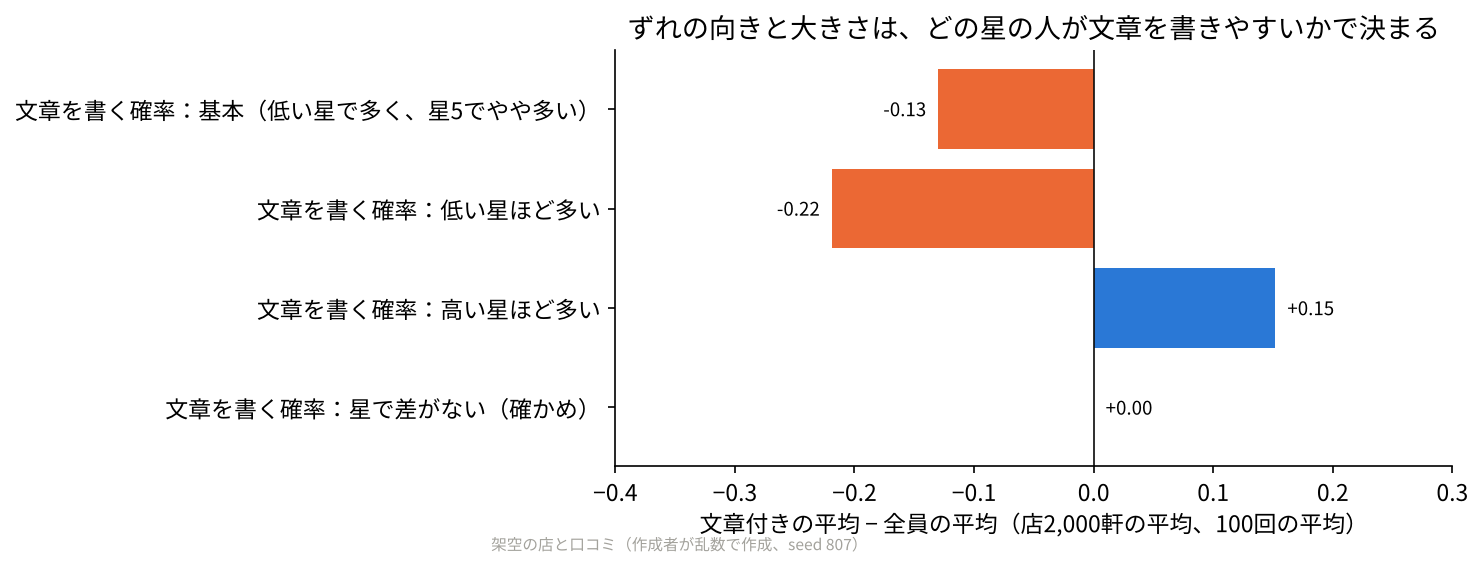 ずれの向きと大きさは、どの星の人が文章を書きやすいかで決まる
文章を書く確率：基本（低い星で多く、星5でやや多い）
-0.13
文章を書く確率：低い星ほど多い
-0.22
文章を書く確率：高い星ほど多い
+0.15
文章を書く確率：星で差がない（確かめ）
+0.00
−0.4 −0.3 −0.2 −0.1 0.0 0.1 0.2 0.3
文章付きの平均 − 全員の平均（店2,000軒の平均、100回の平均）
架空の店と口コミ（作成者が乱数で作成、seed 807）